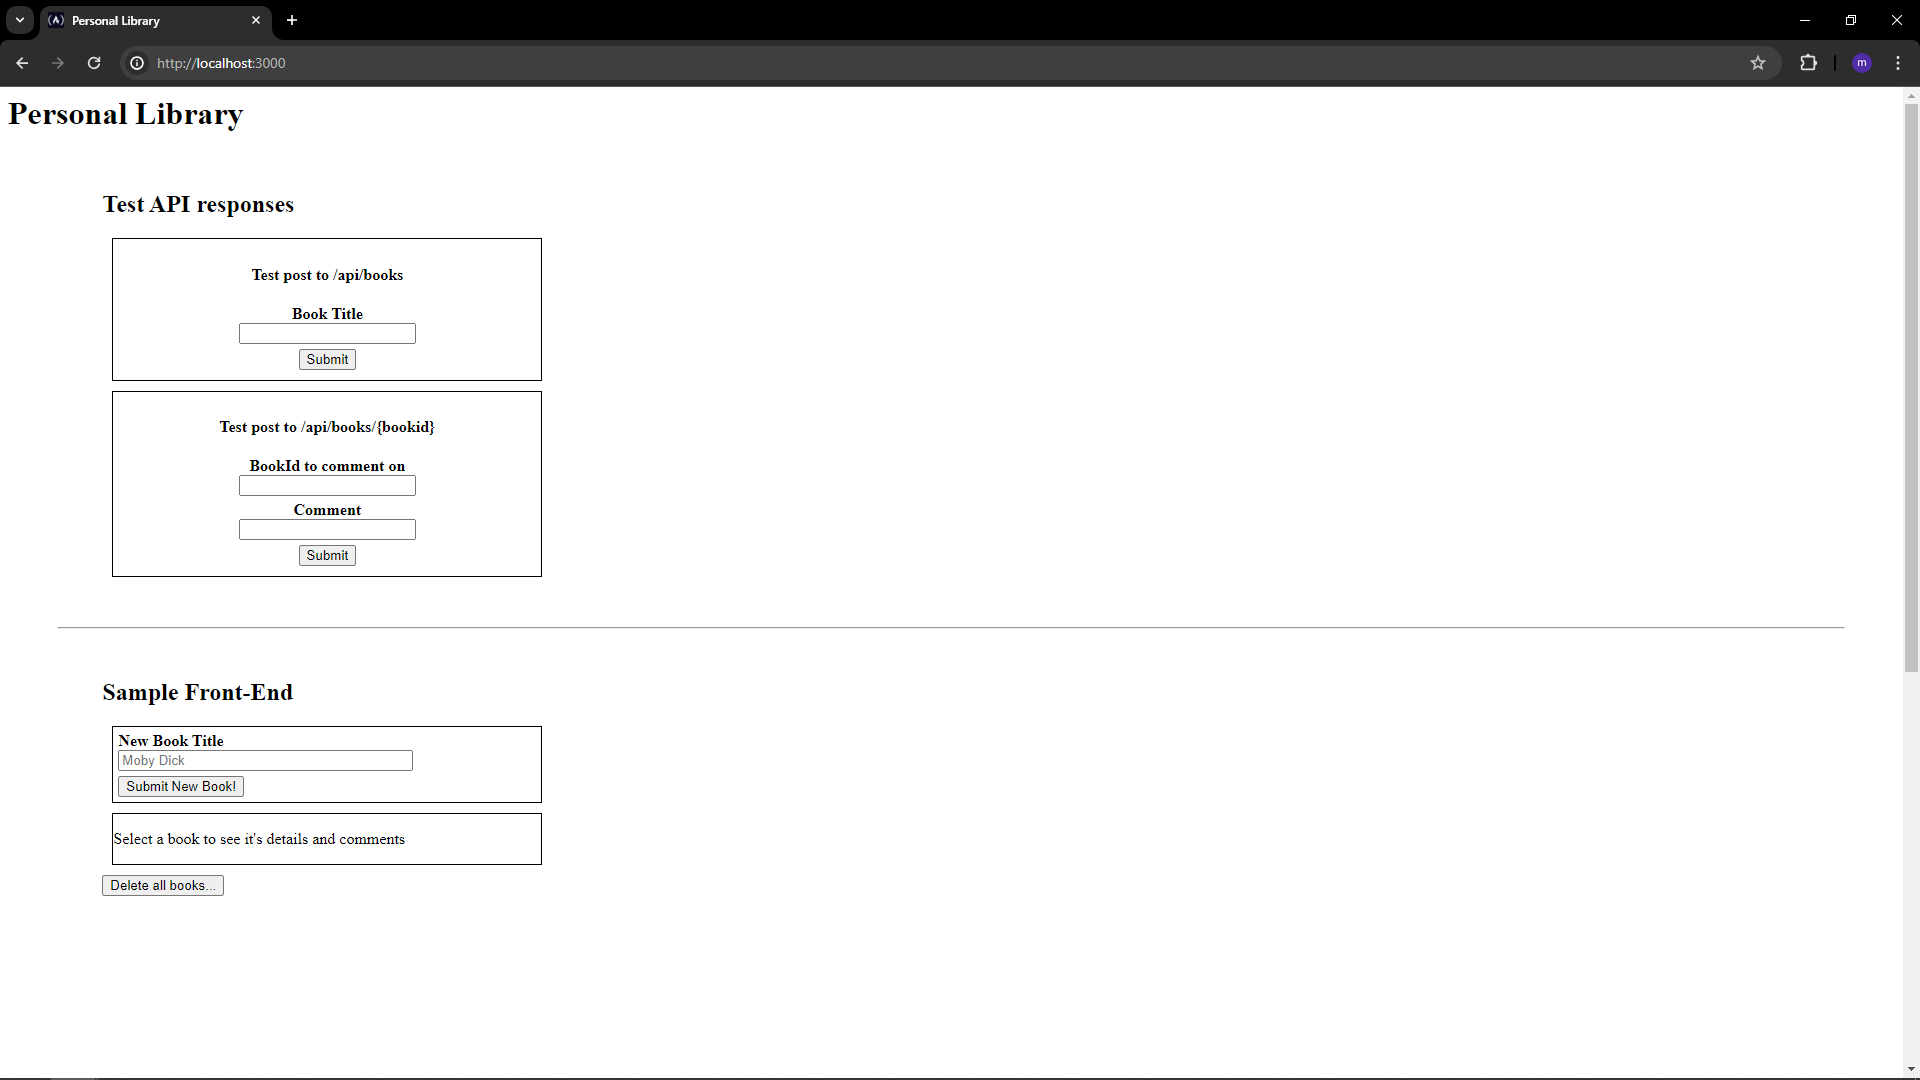 Personal Library
http://localhost:3000
m
Personal Library
Test API responses
Test post to /api/books
Book Title
Submit
Test post to /api/books/{bookid}
BookId to comment on
Comment
Submit
Sample Front-End
New Book Title
Moby Dick
Submit New Book!
Select a book to see it's details and comments
Delete all books...